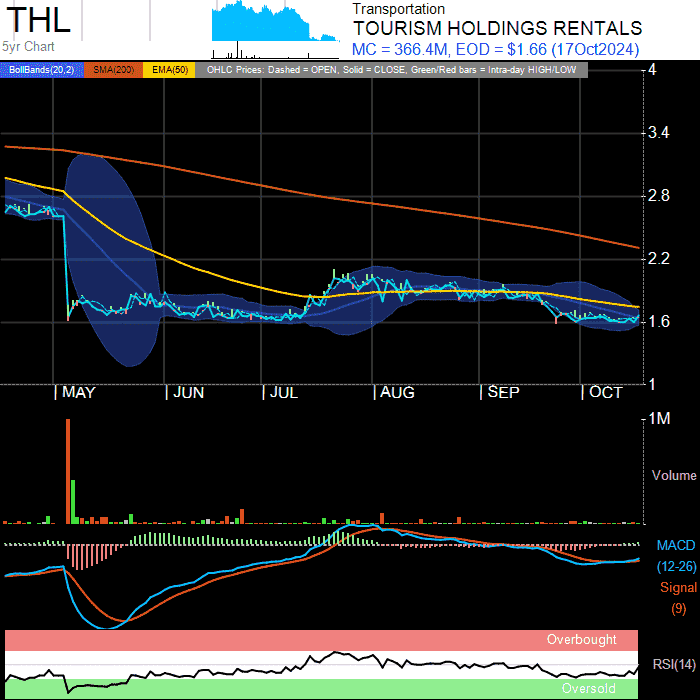 THL
5yr Chart
Transportation
TOURISM HOLDINGS RENTALS
MC = 366.4M, EOD = $1.66 (17Oct2024)
BollBands(20,2) SMA(200) EMA(50) OHLC Prices: Dashed = OPEN, Solid = CLOSE, Green/Red bars = Intra-day HIGH/LOW
4
3.4
2.8
2.2
1.6
1
| MAY | JUN | JUL | AUG | SEP | OCT
1M
Volume
MACD
(12-26)
Signal
(9)
Overbought
RSI(14)
Oversold